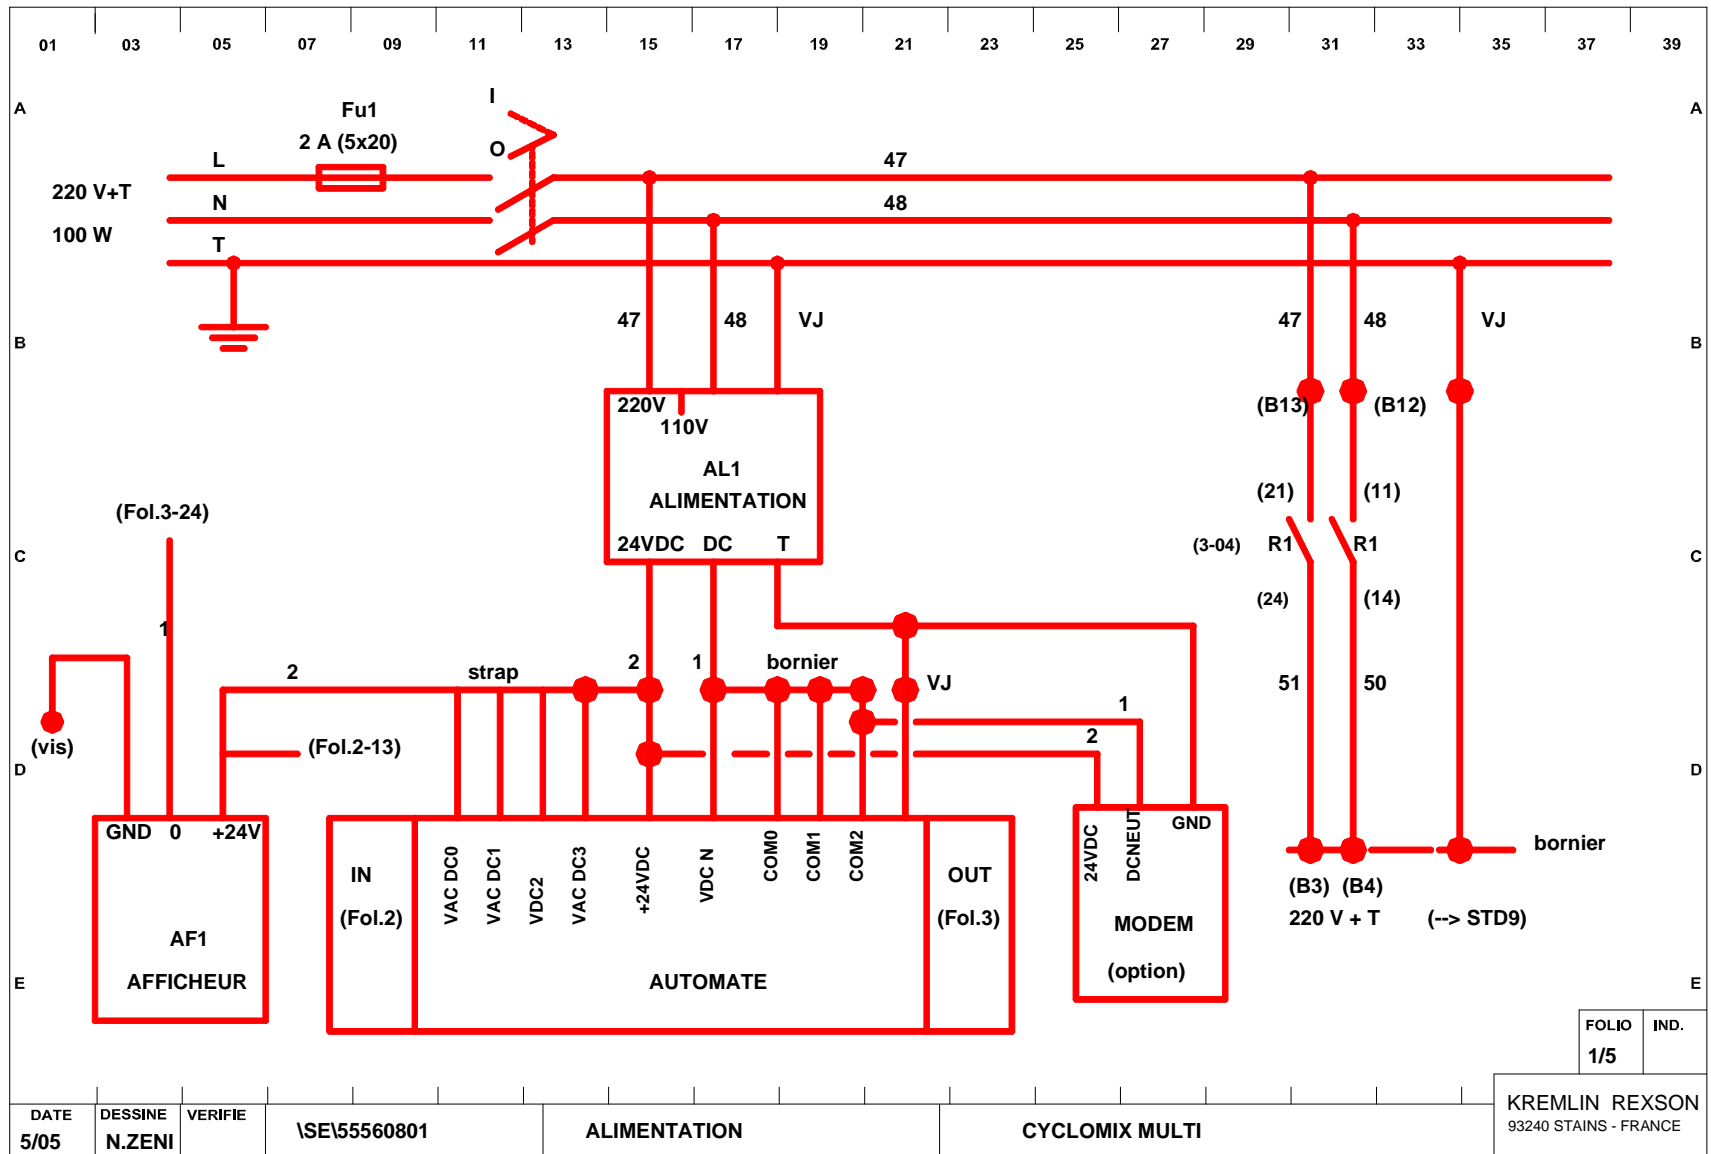 01 03 05 07 09 11 13 15 17 19 21 23 25 27 29 31 33 35 37 39
A A
I
Fu1
2 A (5x20)
O
L 47
220 V+T
N 48
100 W
T
47 48 VJ 47 48 VJ
B B
220V
110V
(B13) (B12)
AL1
ALIMENTATION
(21) (11)
(Fol.3-24)
24VDC DC T
(3-04) R1 R1
C C
(24) (14)
1
2 strap 2 1 bornier
VJ 51 50
1
(vis) (Fol.2-13) 2
D D
GND 0 +24V
GND
VAC DC0
VAC DC1
VDC2
VAC DC3
+24VDC
VDC N
COM0
COM1
COM2
24VDC
DCNEUT
bornier
IN OUT (B3) (B4)
(Fol.2) (Fol.3) MODEM 220 V + T (--> STD9)
AF1
(option)
AFFICHEUR AUTOMATE
E E
FOLIO IND.
1/5
KREMLIN REXSON
93240 STAINS - FRANCE
DATE DESSINE VERIFIE
5/05 N.ZENI \SE\55560801 ALIMENTATION CYCLOMIX MULTI